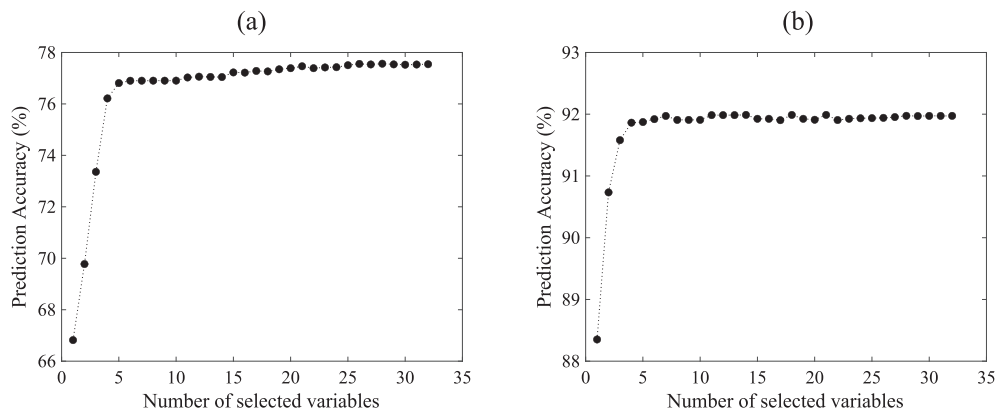 (a)
Prediction Accuracy (%)
78
76
74
72
70
68
66
0 5 10 15 20 25 30 35
Number of selected variables
(b)
Prediction Accuracy (%)
93
92
91
90
89
88
0 5 10 15 20 25 30 35
Number of selected variables